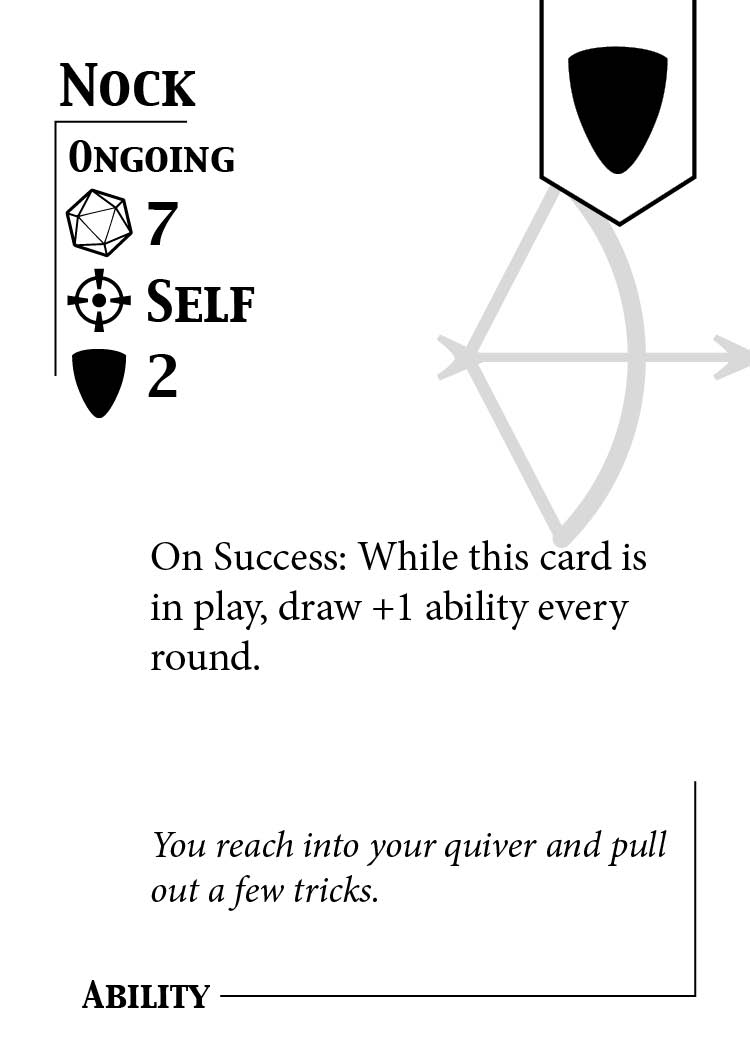 Nock
Ongoing
7
Self
2
On Success: While this card is
in play, draw +1 ability every
round.
You reach into your quiver and pull
out a few tricks.
Ability